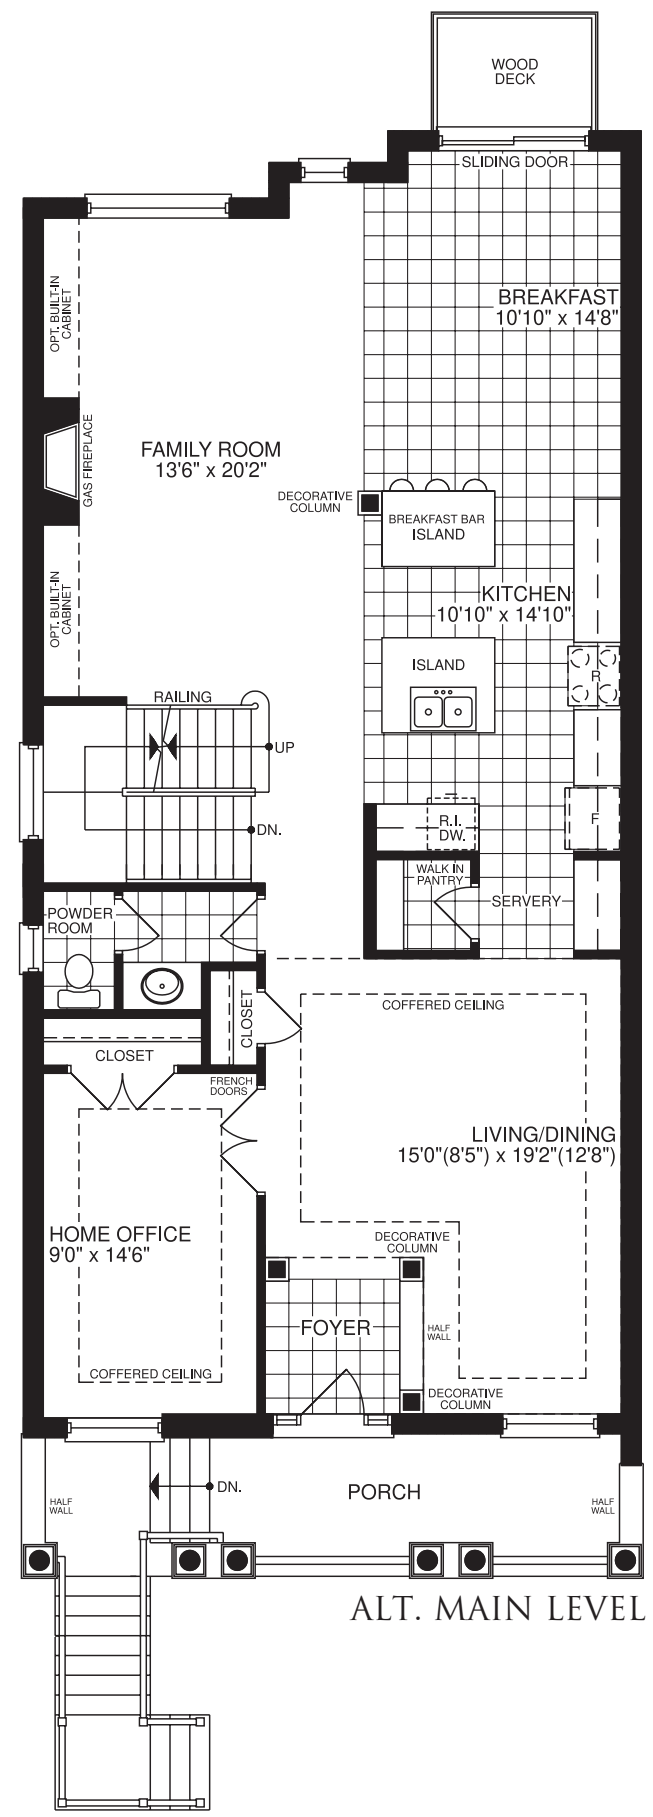 WOOD
DECK
SLIDING DOOR
OPT. BUILT-IN
CABINET
BREAKFAST
10'10" x 14'8"
GAS FIREPLACE
FAMILY ROOM
13'6" x 20'2"
DECORATIVE
COLUMN
BREAKFAST BAR
ISLAND
OPT. BUILT-IN
CABINET
KITCHEN
10'10" x 14'10"
ISLAND
R
RAILING
UP
DN.
R.I.
DW.
F
WALK IN
PANTRY
SERVERY
POWDER
ROOM
CLOSET
COFFERED CEILING
CLOSET
FRENCH
DOORS
LIVING/DINING
15'0"(8'5") x 19'2"(12'8")
HOME OFFICE
9'0" x 14'6"
DECORATIVE
COLUMN
FOYER
HALF
WALL
COFFERED CEILING
DECORATIVE
COLUMN
DN.
PORCH
HALF
WALL
HALF
WALL
ALT. MAIN LEVEL